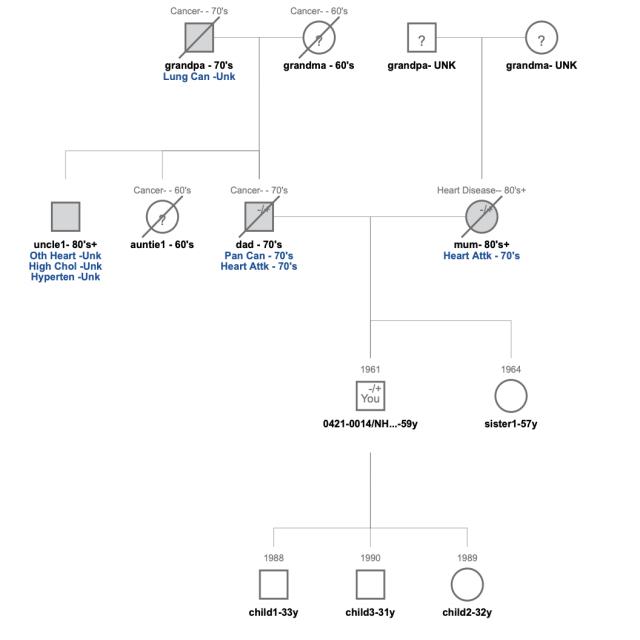 Cancer- - 70's
Cancer- - 60's
?
?
?
grandpa - 70's
Lung Can -Unk
grandma - 60's
grandpa- UNK
grandma- UNK
Cancer- - 60's
Cancer- - 70's
Heart Disease-- 80's+
?
-/+
-/+
uncle1- 80's+
Oth Heart -Unk
High Chol -Unk
Hyperten -Unk
auntie1 - 60's
dad - 70's
Pan Can - 70's
Heart Attk - 70's
mum- 80's+
Heart Attk - 70's
1961
1964
-/+
You
0421-0014/NH...-59y
sister1-57y
1988
1990
1989
child1-33y
child3-31y
child2-32y